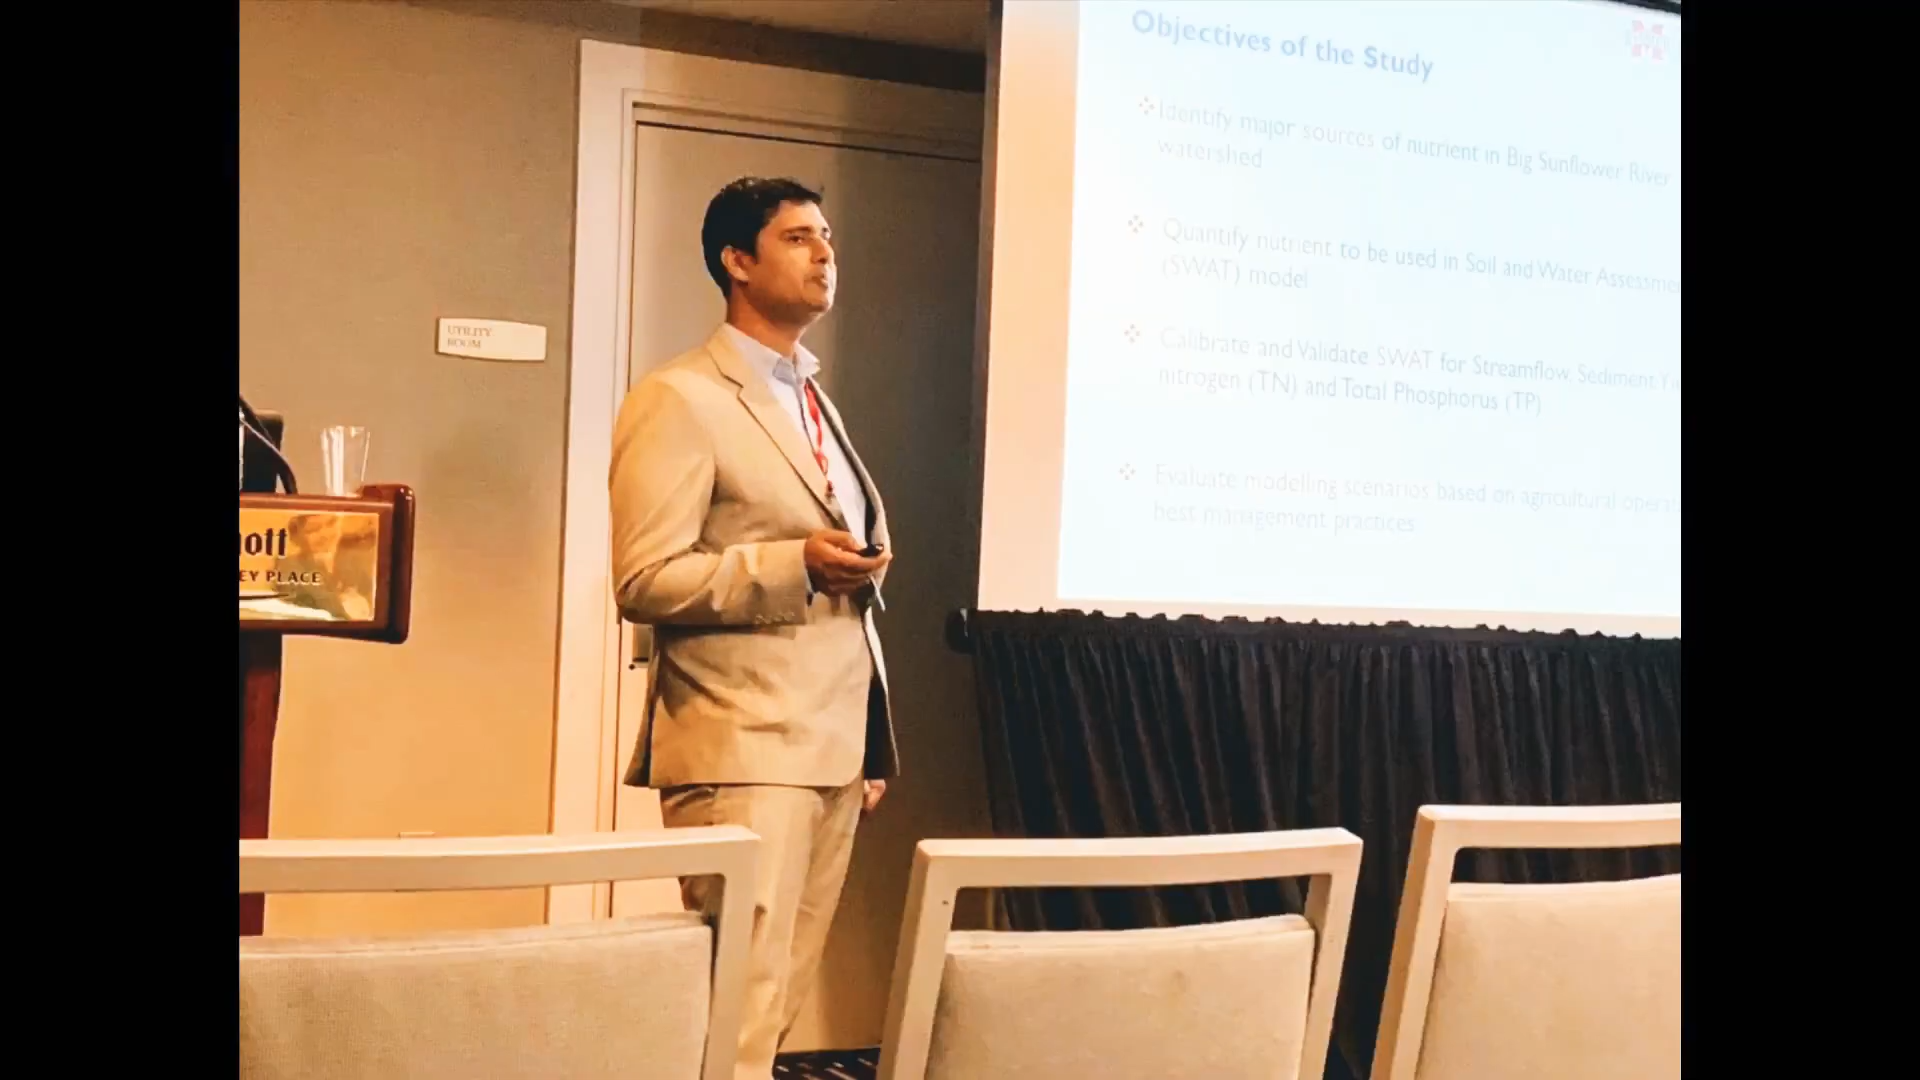 UTILITY
ROOM
ott
EY PLACE
Objectives of the Study
Identify major sources of nutrient in Big Sunflower River
watershed
Quantify nutrient to be used in Soil and Water Assessme
(SWAT) model
Calibrate and Validate SWAT for Streamflow, Sediment Yi
nitrogen (TN) and Total Phosphorus (TP)
Evaluate modelling scenarios based on agricultural opera
best management practices